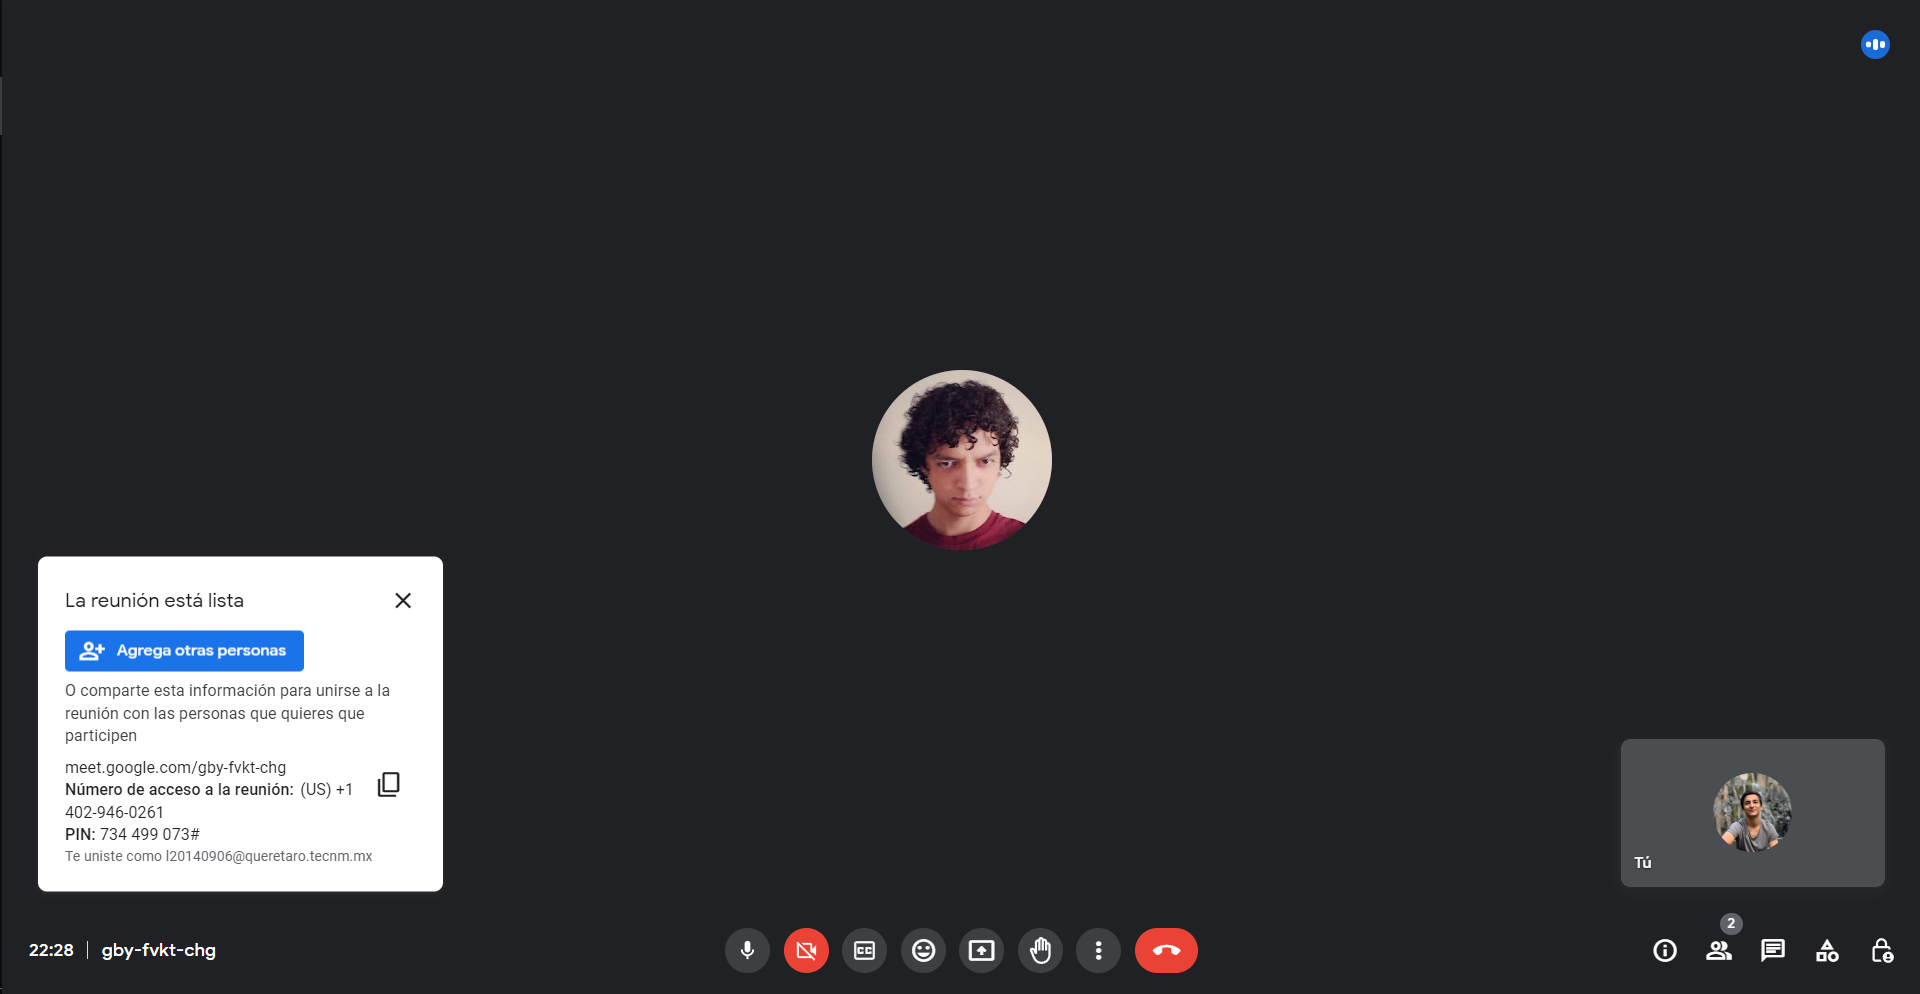 La reunión está lista
Agrega otras personas
O comparte esta información para unirse a la
reunión con las personas que quieres que
participen
meet.google.com/gby-fvkt-chg
Número de acceso a la reunión: (US) +1
402-946-0261
PIN: 734 499 073#
Te uniste como l20140906@queretaro.tecnm.mx
Tú
22:28 | gby-fvkt-chg
CC
2